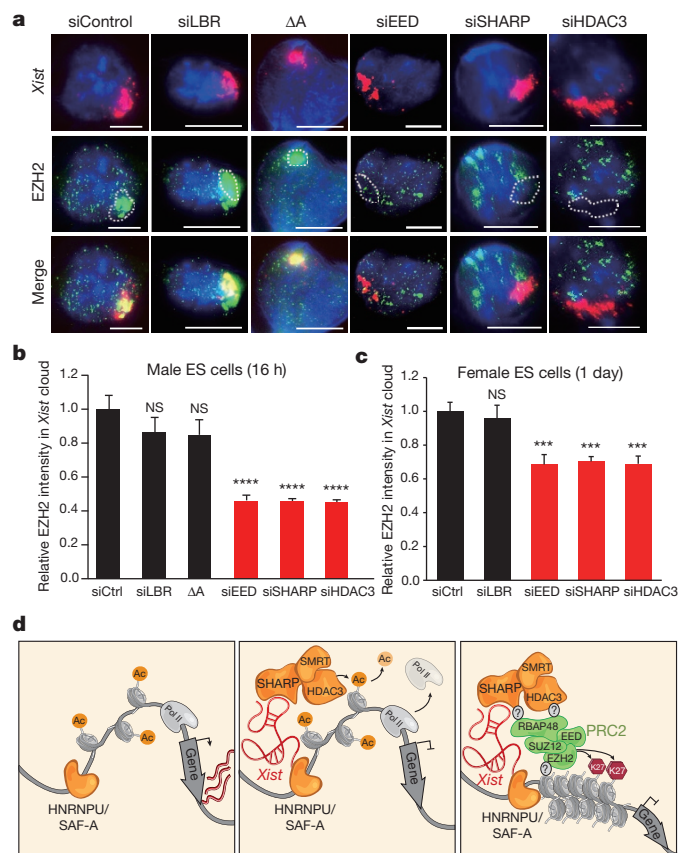 a
siControl siLBR ΔA siEED siSHARP siHDAC3
Xist
EZH2
Merge
b
Male ES cells (16 h)
Relative EZH2 intensity in Xist cloud
1.2
1.0
0.8
0.6
0.4
0.2
0.0
NS NS **** **** ****
siCtrl siLBR ΔA siEED siSHARP siHDAC3
c
Female ES cells (1 day)
Relative EZH2 intensity in Xist cloud
1.2
1.0
0.8
0.6
0.4
0.2
0.0
NS *** *** ***
siCtrl siLBR siEED siSHARP siHDAC3
d
Ac
Ac
Ac
Pol II
Gene
HNRNPU/
SAF-A
SHARP
SMRT
HDAC3
Ac
Ac
Ac
Ac
Pol II
Pol II
Xist
Gene
HNRNPU/
SAF-A
SHARP
SMRT
HDAC3
? ?
RBAP48
EED
PRC2
SUZ12
EZH2
Xist
?
K27
K27
HNRNPU/
SAF-A
Gene